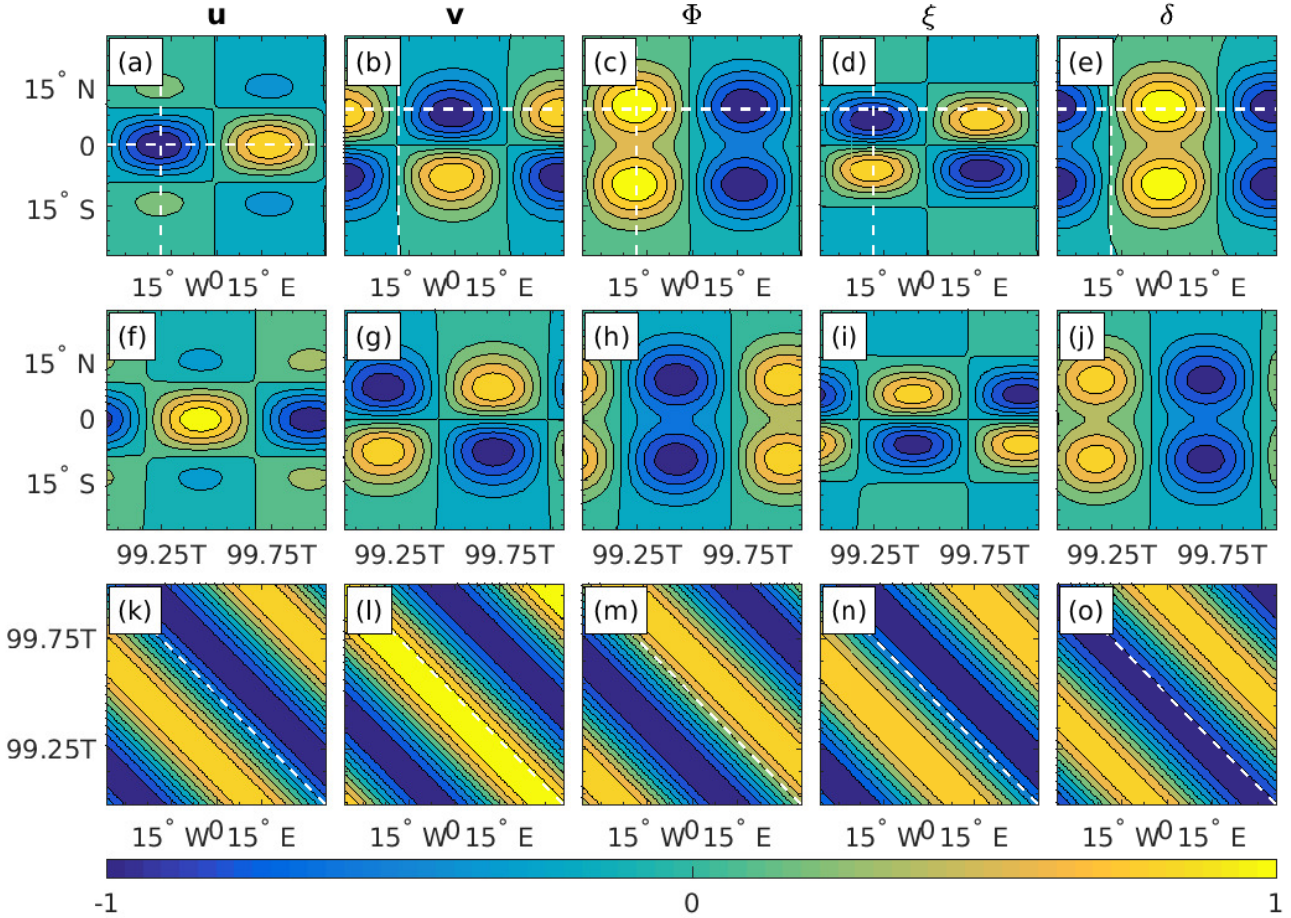 u v Φ ξ δ
(a) (b) (c) (d) (e)
15° N
0
15° S
15° W 0 15° E 15° W 0 15° E 15° W 0 15° E 15° W 0 15° E 15° W 0 15° E
(f) (g) (h) (i) (j)
15° N
0
15° S
99.25T 99.75T 99.25T 99.75T 99.25T 99.75T 99.25T 99.75T 99.25T 99.75T
(k) (l) (m) (n) (o)
99.75T
99.25T
15° W 0 15° E 15° W 0 15° E 15° W 0 15° E 15° W 0 15° E 15° W 0 15° E
-1 0 1